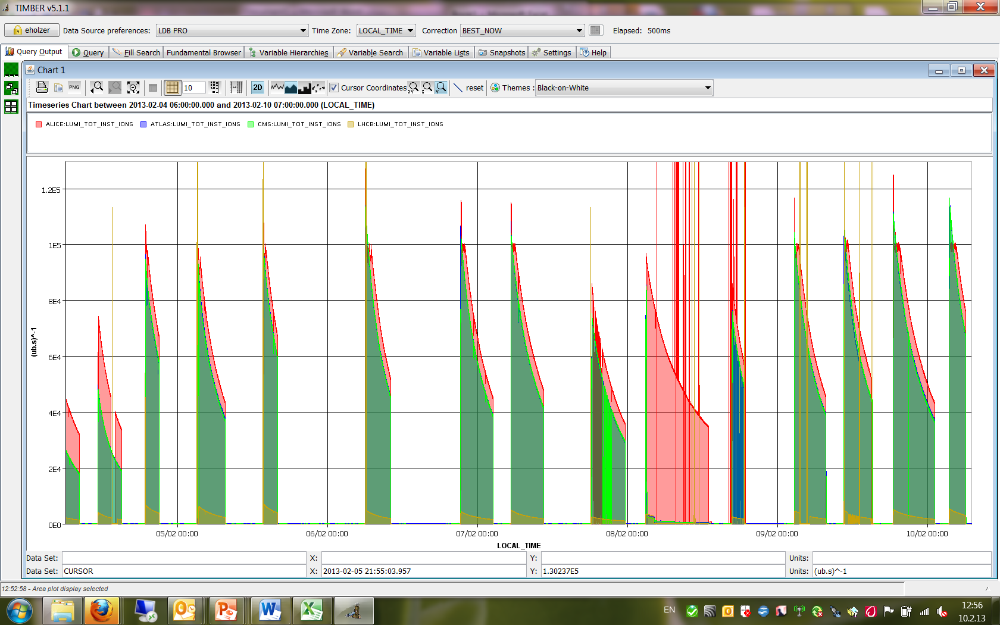 TIMBER v5.1.1
eholzer Data Source preferences: LDB PRO Time Zone: LOCAL_TIME Correction BEST_NOW Elapsed: 500ms
Query Output Query Fill Search Fundamental Browser Variable Hierarchies Variable Search Variable Lists Snapshots Settings Help
Chart 1
PNG 10 2D Cursor Coordinates reset Themes : Black-on-White
Timeseries Chart between 2013-02-04 06:00:00.000 and 2013-02-10 07:00:00.000 (LOCAL_TIME)
ALICE:LUMI_TOT_INST_IONS ATLAS:LUMI_TOT_INST_IONS CMS:LUMI_TOT_INST_IONS LHCB:LUMI_TOT_INST_IONS
1.2E5
1E5
8E4
6E4
4E4
2E4
0E0
(ub.s)^-1
05/02 00:00 06/02 00:00 07/02 00:00 08/02 00:00 09/02 00:00 10/02 00:00
LOCAL_TIME
Data Set: X: Y: Units:
Data Set: CURSOR X: 2013-02-05 21:55:03.957 Y: 1.30237E5 Units: (ub.s)^-1
12:52:58 - Area plot display selected
EN 12:56
10.2.13